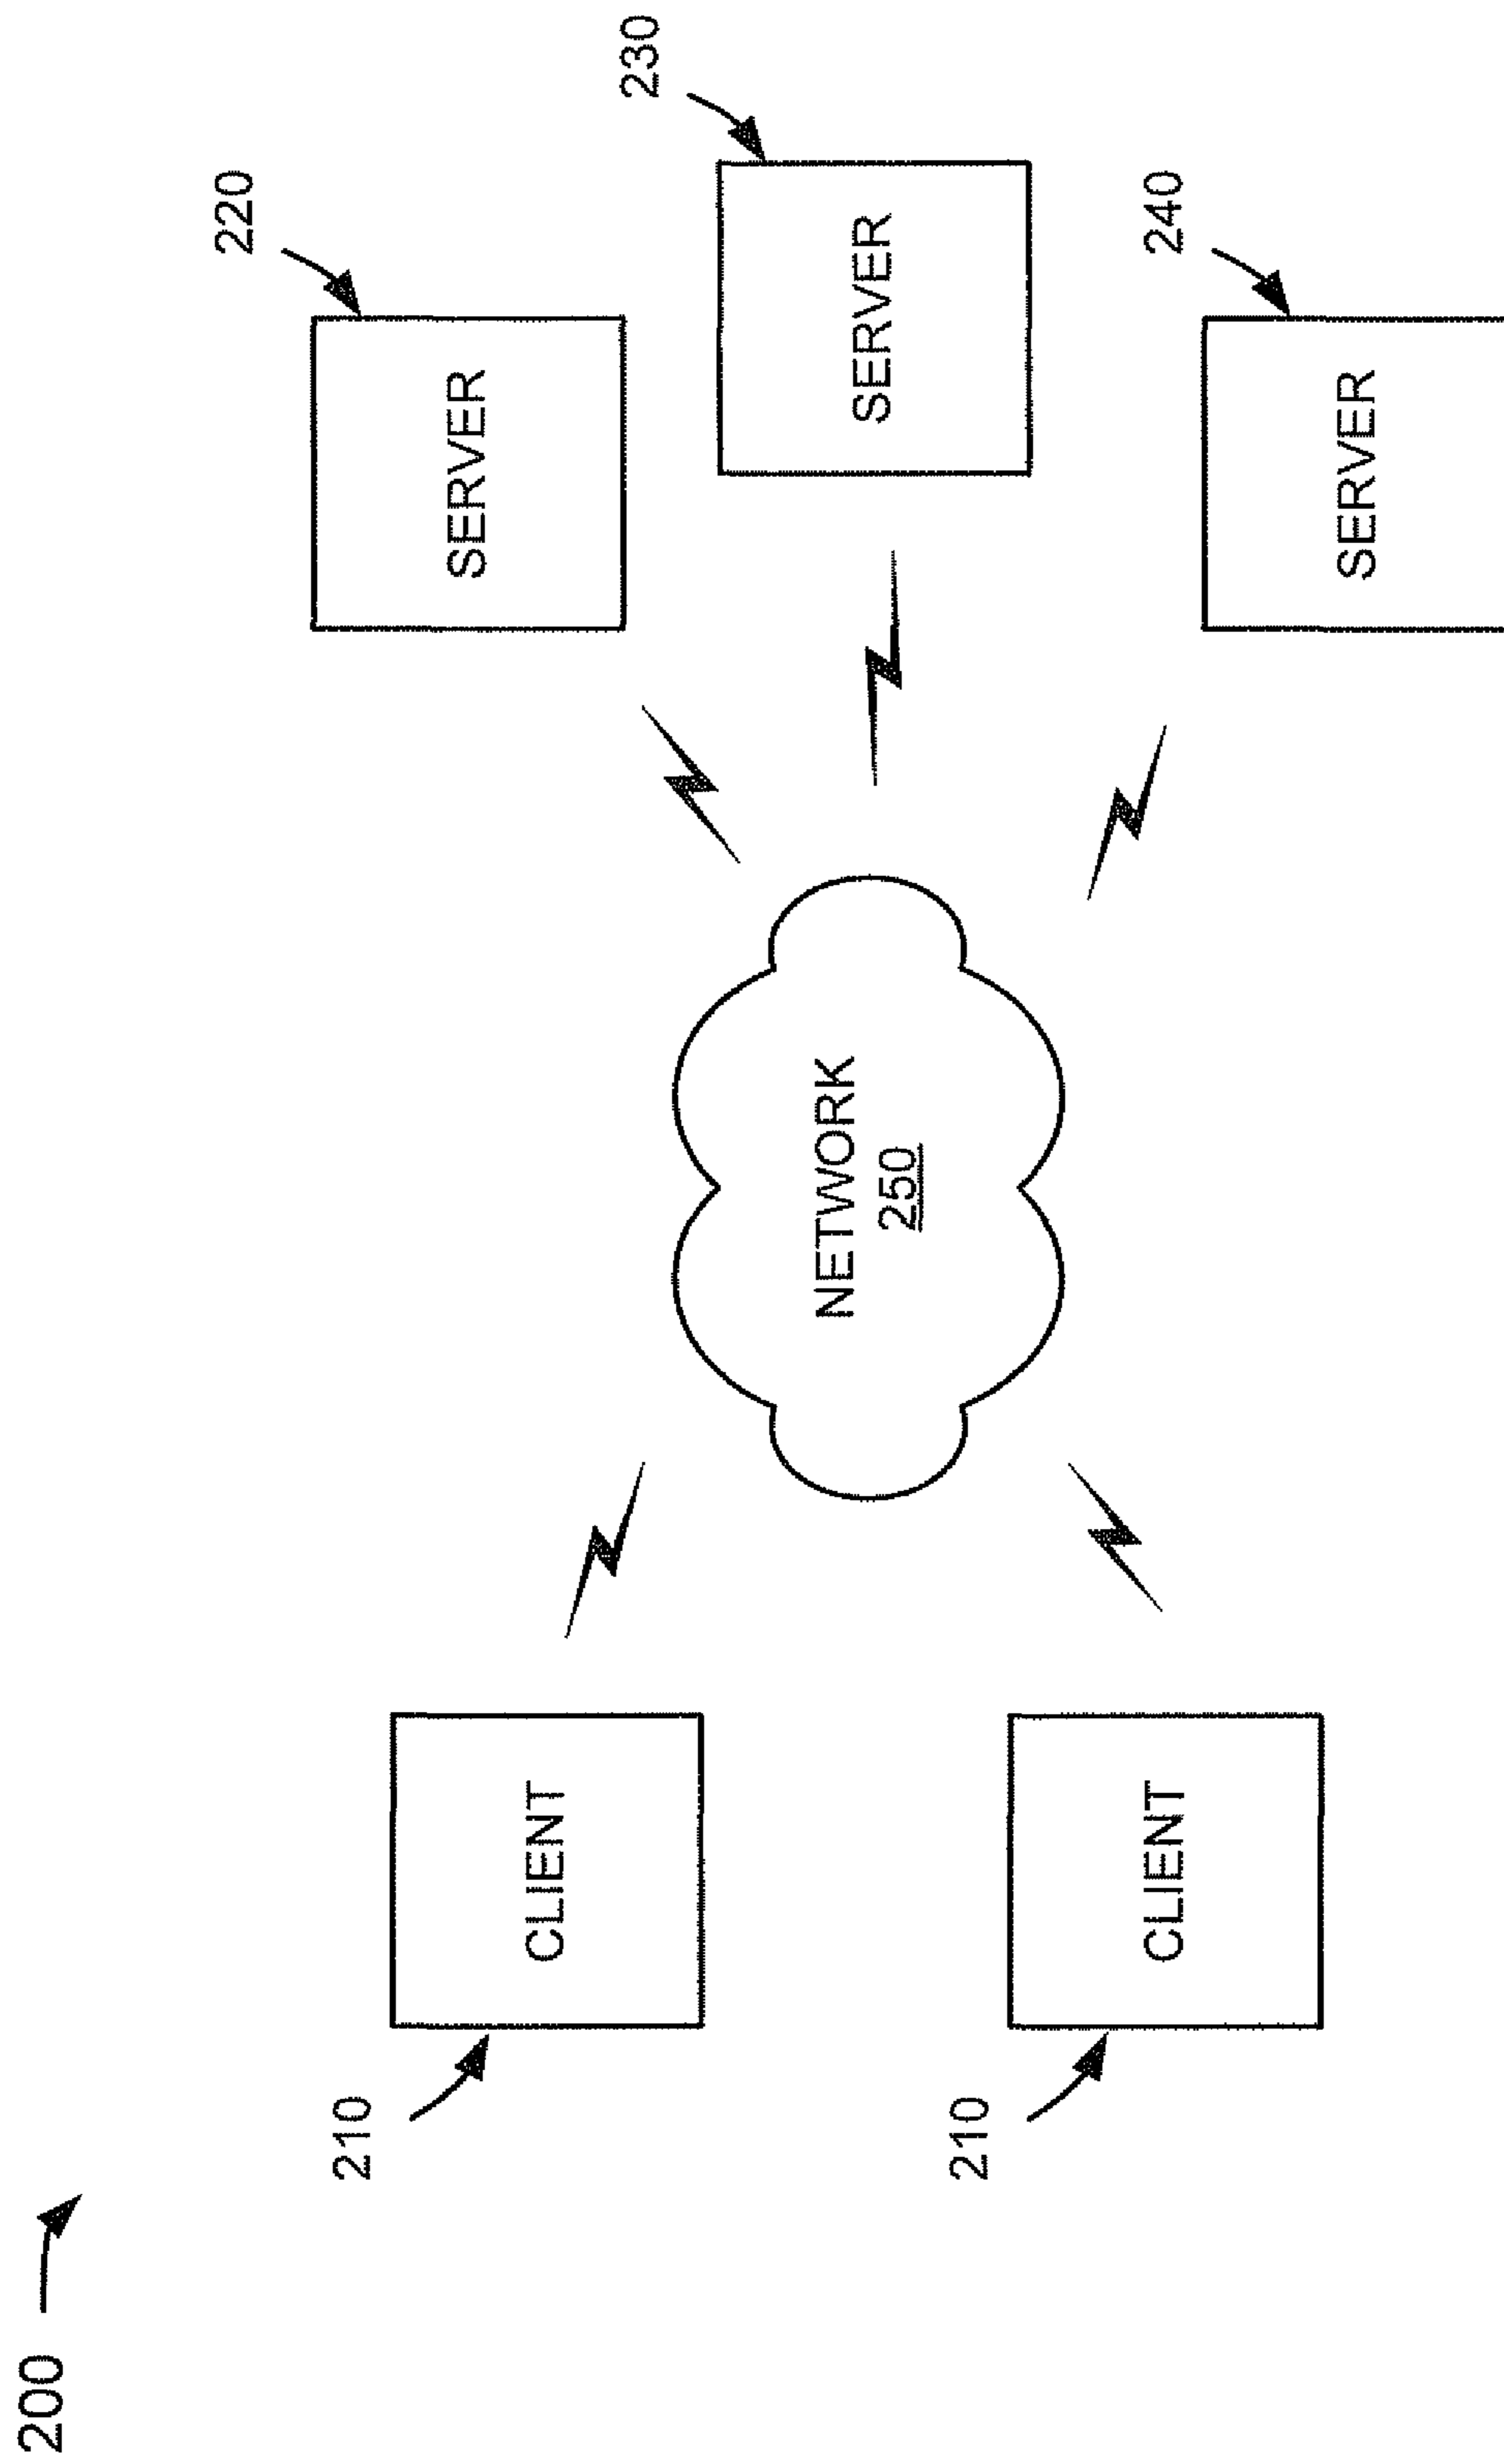 200
210
CLIENT
210
CLIENT
NETWORK
250
220
SERVER
230
SERVER
240
SERVER